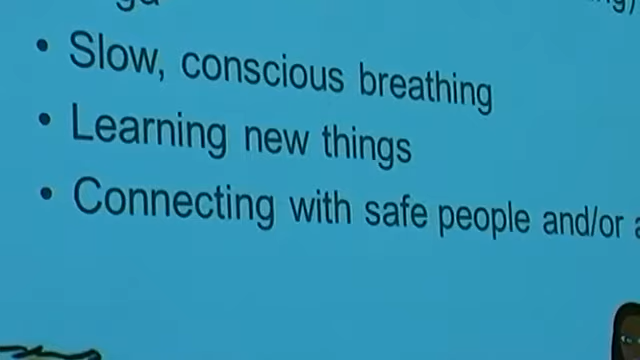 • Slow, conscious breathing
• Learning new things
• Connecting with safe people and/or